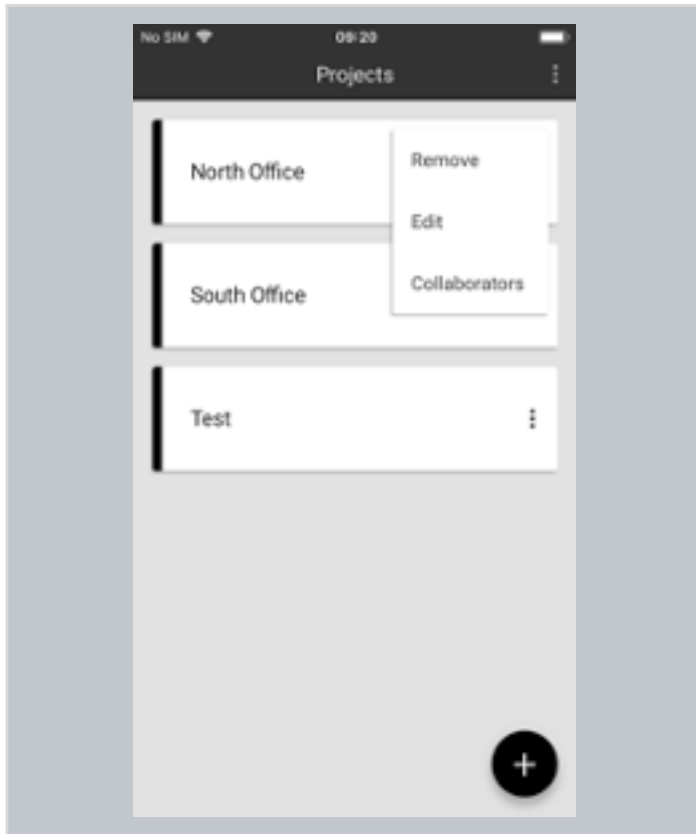 No SIM 09:20
Projects
North Office
Remove
Edit
South Office
Collaborators
Test